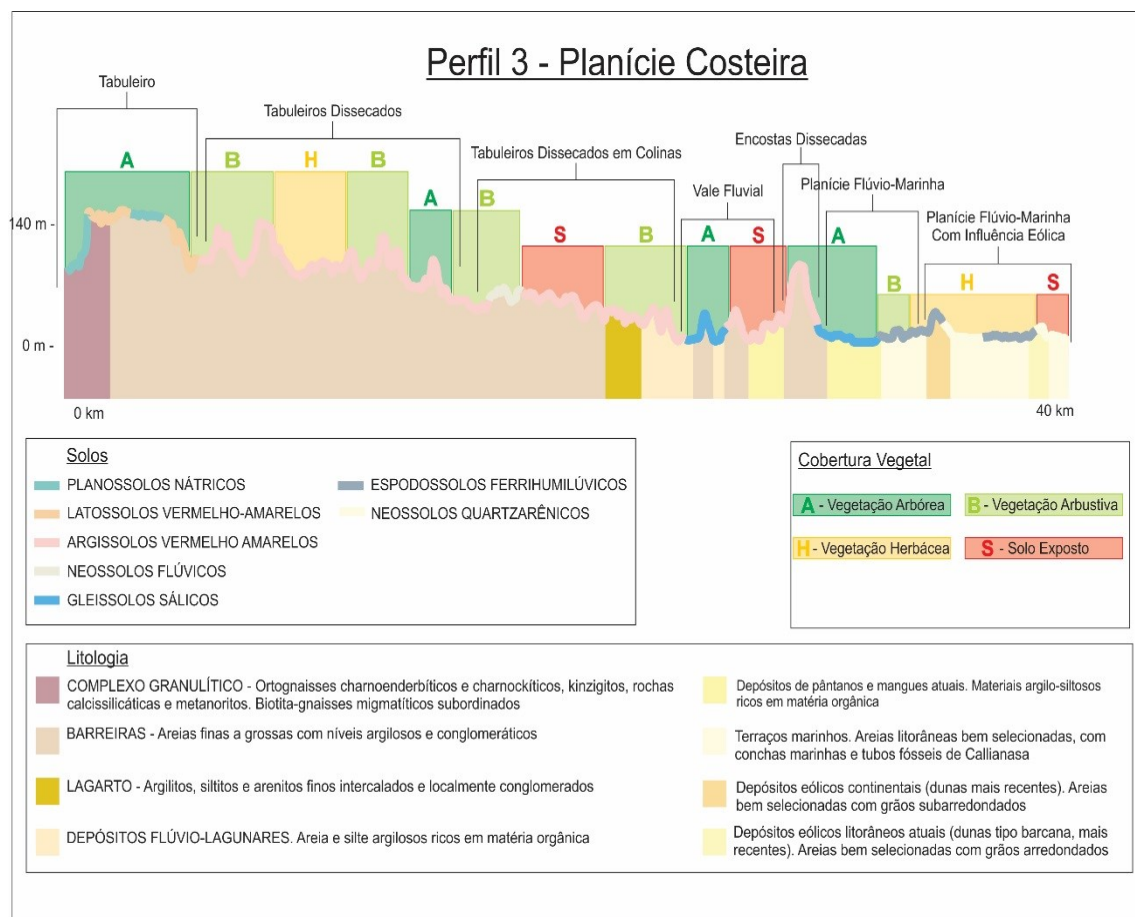 Perfil 3 - Planície Costeira
Tabuleiro
Tabuleiros Dissecados
Tabuleiros Dissecados em Colinas
Vale Fluvial
Encostas Dissecadas
Planície Flúvio-Marinha
Planície Flúvio-Marinha
Com Influência Eólica
A
B
H
B
A
B
S
B
A
S
A
B
H
S
140 m -
0 m -
0 km
40 km
Solos
PLANOSSOLOS NÁTRICOS
LATOSSOLOS VERMELHO-AMARELOS
ARGISSOLOS VERMELHO AMARELOS
NEOSSOLOS FLÚVICOS
GLEISSOLOS SÁLICOS
ESPODOSSOLOS FERRIHUMILÚVICOS
NEOSSOLOS QUARTZARÊNICOS
Cobertura Vegetal
A - Vegetação Arbórea
B - Vegetação Arbustiva
H - Vegetação Herbácea
S - Solo Exposto
Litologia
COMPLEXO GRANULÍTICO - Ortognaisses charnoenderbíticos e charnockíticos, kinzigitos, rochas
calcissilicáticas e metanoritos. Biotita-gnaisses migmatíticos subordinados
BARREIRAS - Areias finas a grossas com níveis argilosos e conglomeráticos
LAGARTO - Argilitos, siltitos e arenitos finos intercalados e localmente conglomerados
DEPÓSITOS FLÚVIO-LAGUNARES. Areia e silte argilosos ricos em matéria orgânica
Depósitos de pântanos e mangues atuais. Materiais argilo-siltosos
ricos em matéria orgânica
Terraços marinhos. Areias litorâneas bem selecionadas, com
conchas marinhas e tubos fósseis de Callianasa
Depósitos eólicos continentais (dunas mais recentes). Areias
bem selecionadas com grãos subarredondados
Depósitos eólicos litorâneos atuais (dunas tipo barcana, mais
recentes). Areias bem selecionadas com grãos arredondados